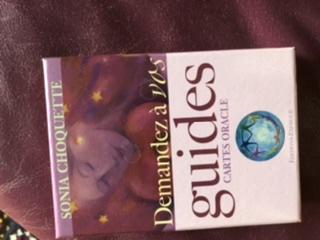 SONIA CHOQUETTE
Demandez à vos
guides
CARTES ORACLE